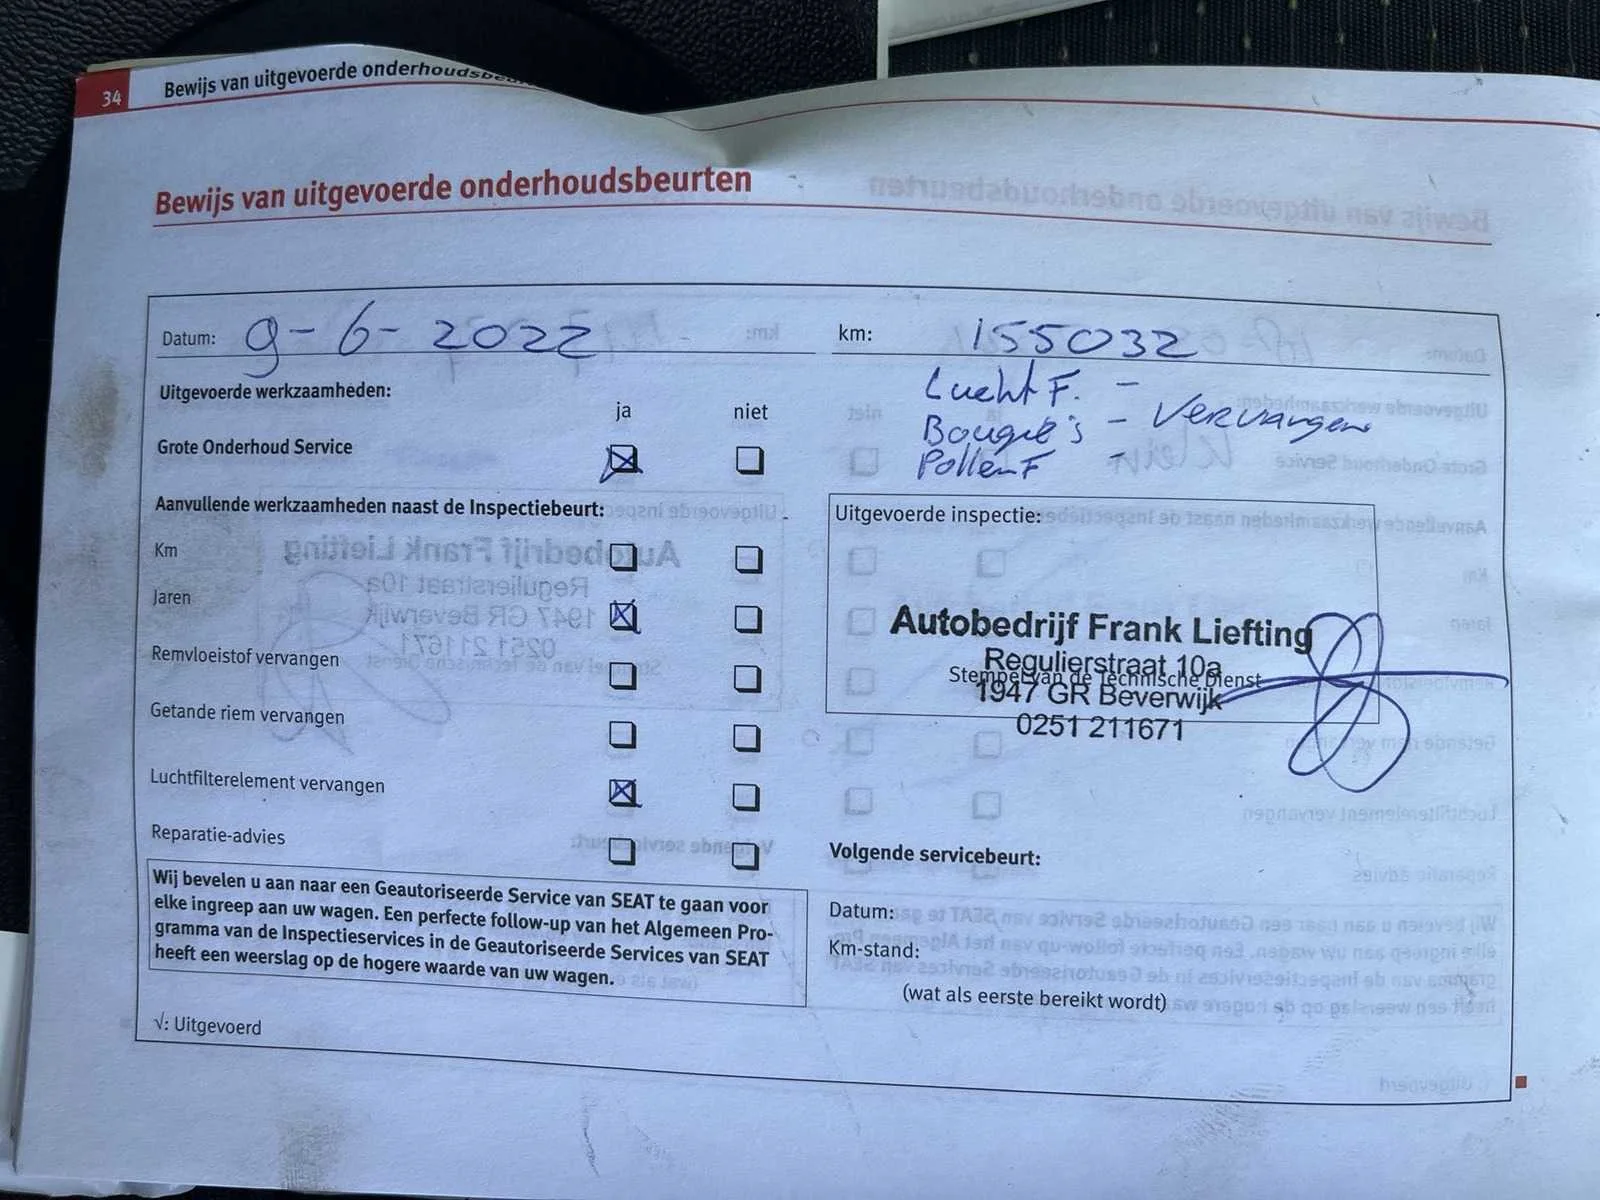 34 Bewijs van uitgevoerde onderhoudsbeu
Bewijs van uitgevoerde onderhoudsbeurten
Datum: 9-6-2022 km: 155032
Uitgevoerde werkzaamheden:
Lucht F. -
ja niet
Bougie's - Vervangen
Grote Onderhoud Service
Pollen F -
Aanvullende werkzaamheden naast de Inspectiebeurt:
Km
Jaren
Remvloeistof vervangen
Getande riem vervangen
Luchtfilterelement vervangen
Reparatie-advies
Uitgevoerde inspectie:
Autobedrijf Frank Liefting
Regulierstraat 10a
Stempel van de Technische Dienst
1947 GR Beverwijk
0251 211671
Wij bevelen u aan naar een Geautoriseerde Service van SEAT te gaan voor
elke ingreep aan uw wagen. Een perfecte follow-up van het Algemeen Pro-
gramma van de Inspectieservices in de Geautoriseerde Services van SEAT
heeft een weerslag op de hogere waarde van uw wagen.
Volgende servicebeurt:
Datum:
Km-stand:
(wat als eerste bereikt wordt)
√: Uitgevoerd